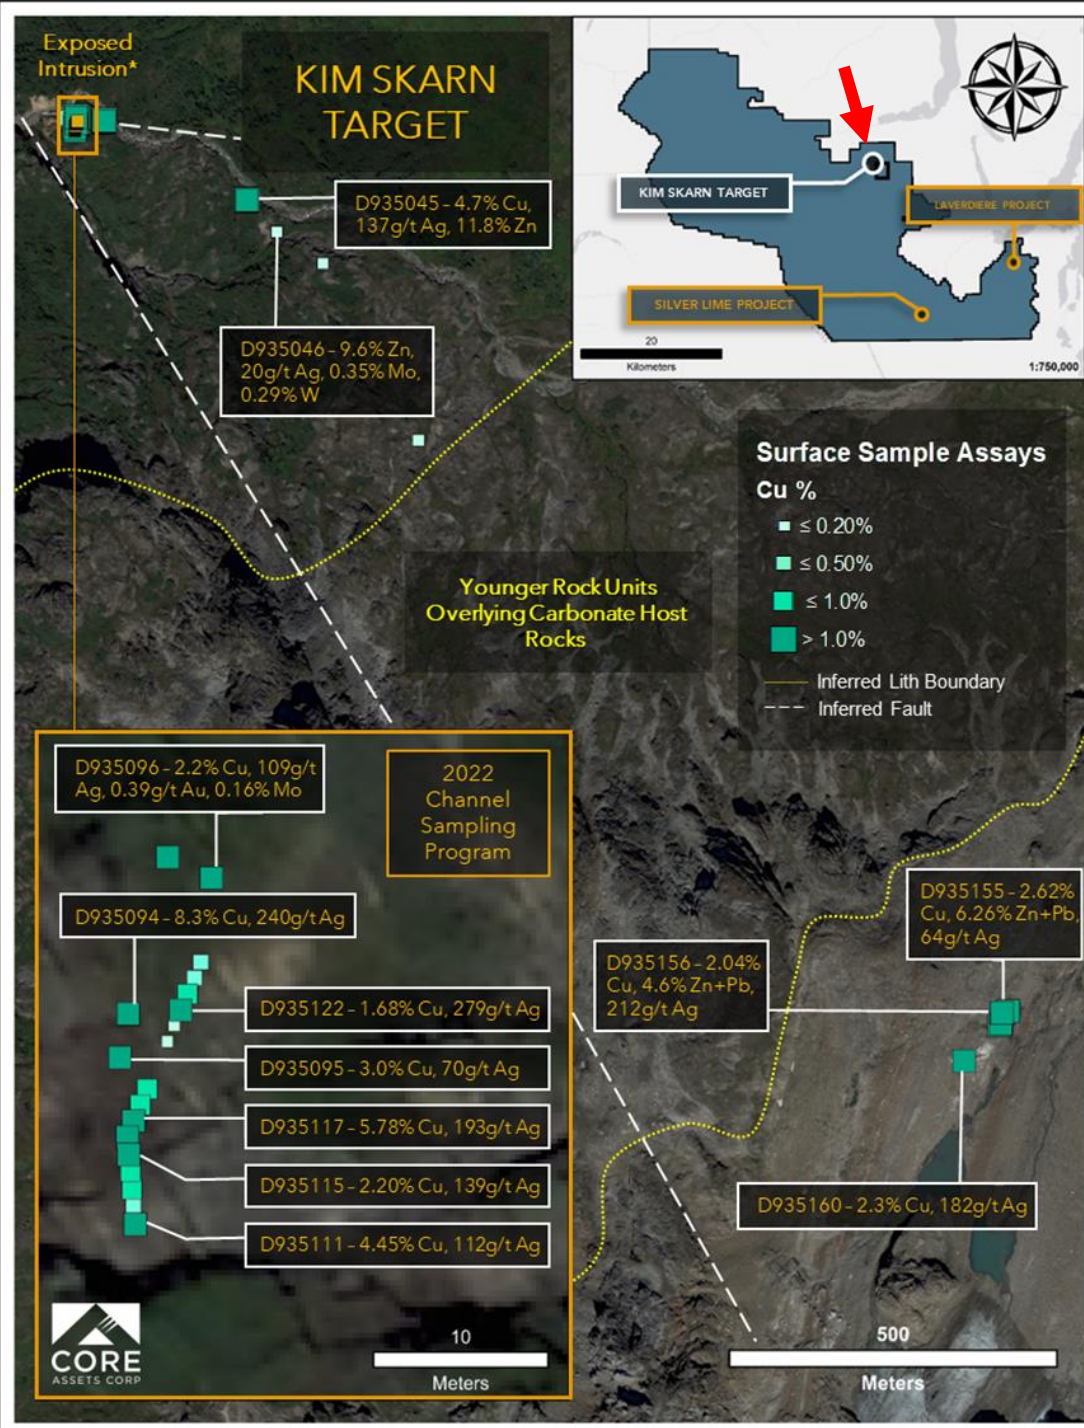 Exposed
Intrusion*
KIM SKARN
TARGET
KIM SKARN TARGET
LAVERDIERE PROJECT
SILVER LIME PROJECT
20
Kilometers
1:750,000
D935045 - 4.7% Cu,
137g/t Ag, 11.8% Zn
D935046 - 9.6% Zn,
20g/t Ag, 0.35% Mo,
0.29% W
Surface Sample Assays
Cu %
≤ 0.20%
≤ 0.50%
≤ 1.0%
> 1.0%
Inferred Lith Boundary
Inferred Fault
Younger Rock Units
Overlying Carbonate Host
Rocks
D935096 - 2.2% Cu, 109g/t
Ag, 0.39g/t Au, 0.16% Mo
2022
Channel
Sampling
Program
D935094 - 8.3% Cu, 240g/t Ag
D935122 - 1.68% Cu, 279g/t Ag
D935095 - 3.0% Cu, 70g/t Ag
D935117 - 5.78% Cu, 193g/t Ag
D935115 - 2.20% Cu, 139g/t Ag
D935111 - 4.45% Cu, 112g/t Ag
D935155 - 2.62%
Cu, 6.26% Zn+Pb,
64g/t Ag
D935156 - 2.04%
Cu, 4.6% Zn+Pb,
212g/t Ag
D935160 - 2.3% Cu, 182g/t Ag
CORE
ASSETS CORP
10
Meters
500
Meters